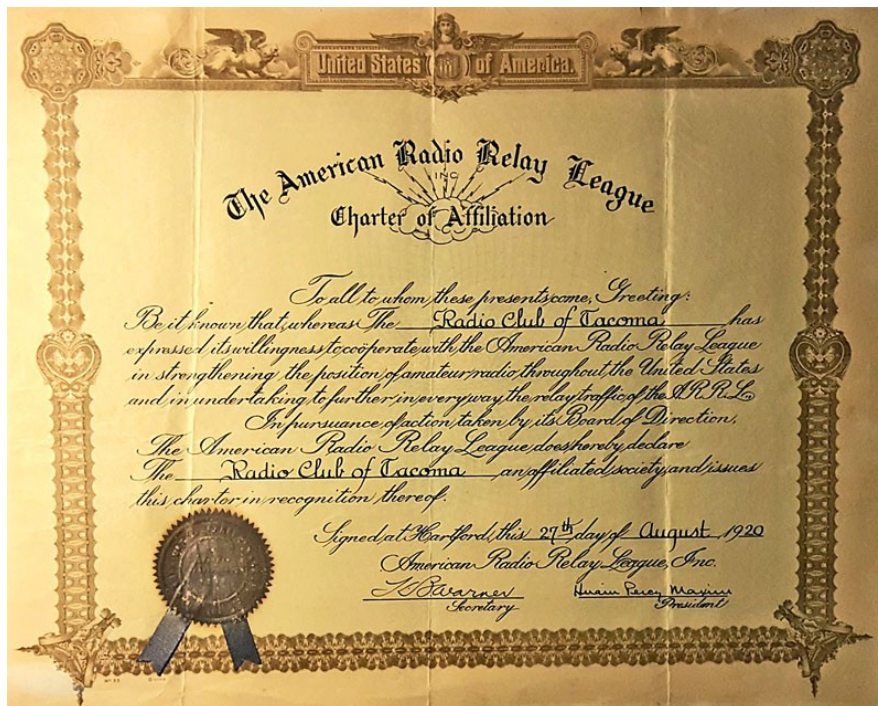 United States of America.
The American Radio Relay League
INC
Charter of Affiliation
To all to whom these presents come, Greeting:
Be it known that, whereas The Radio Club of Tacoma has
expressed its willingness to coöperate with the American Radio Relay League
in strengthening the position of amateur radio throughout the United States
and in undertaking to further in every way the relay traffic of the A.R.R.L.,
In pursuance of action taken by its Board of Direction,
The American Radio Relay League, does hereby declare
The Radio Club of Tacoma an affiliated society, and issues
this charter in recognition thereof.
Signed at Hartford, this 27th day of August 1920
American Radio Relay League, Inc.
K B Warner Hiram Percy Maxim
Secretary President